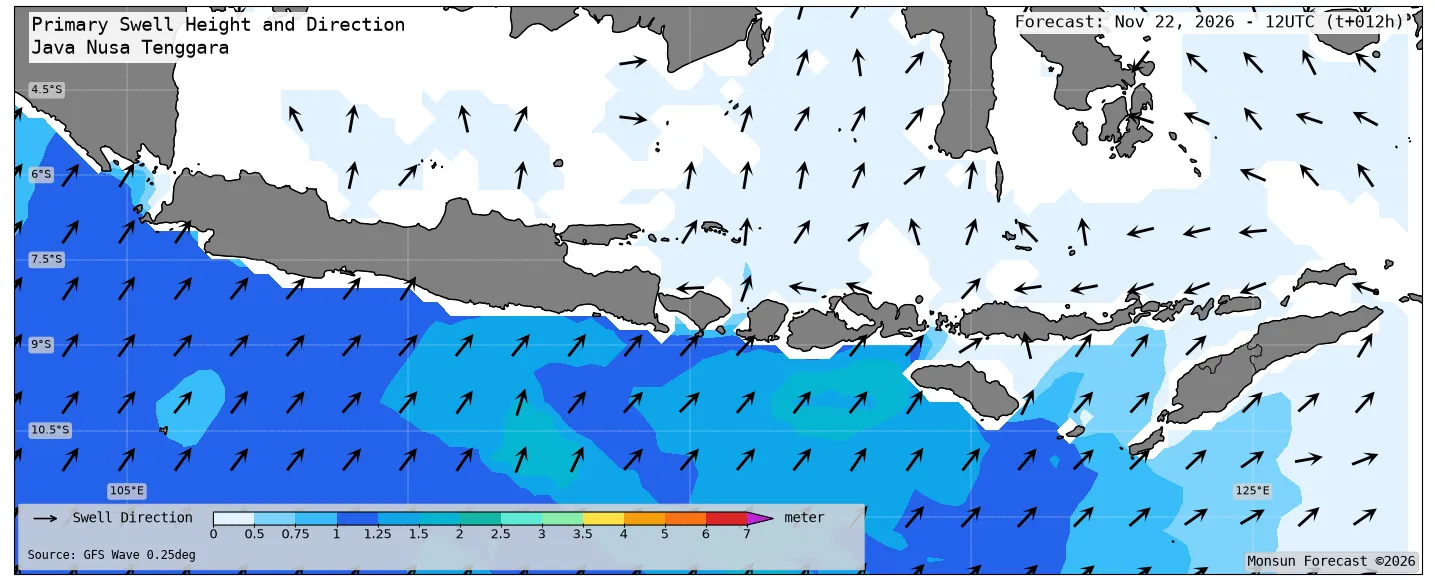 Primary Swell Height and Direction
Java Nusa Tenggara
Forecast: Nov 22, 2026 - 12UTC (t+012h)
4.5°S
6°S
7.5°S
9°S
10.5°S
105°E
125°E
Swell Direction
meter
0 0.5 0.75 1 1.25 1.5 2 2.5 3 3.5 4 5 6 7
Source: GFS Wave 0.25deg
Monsun Forecast ©2026